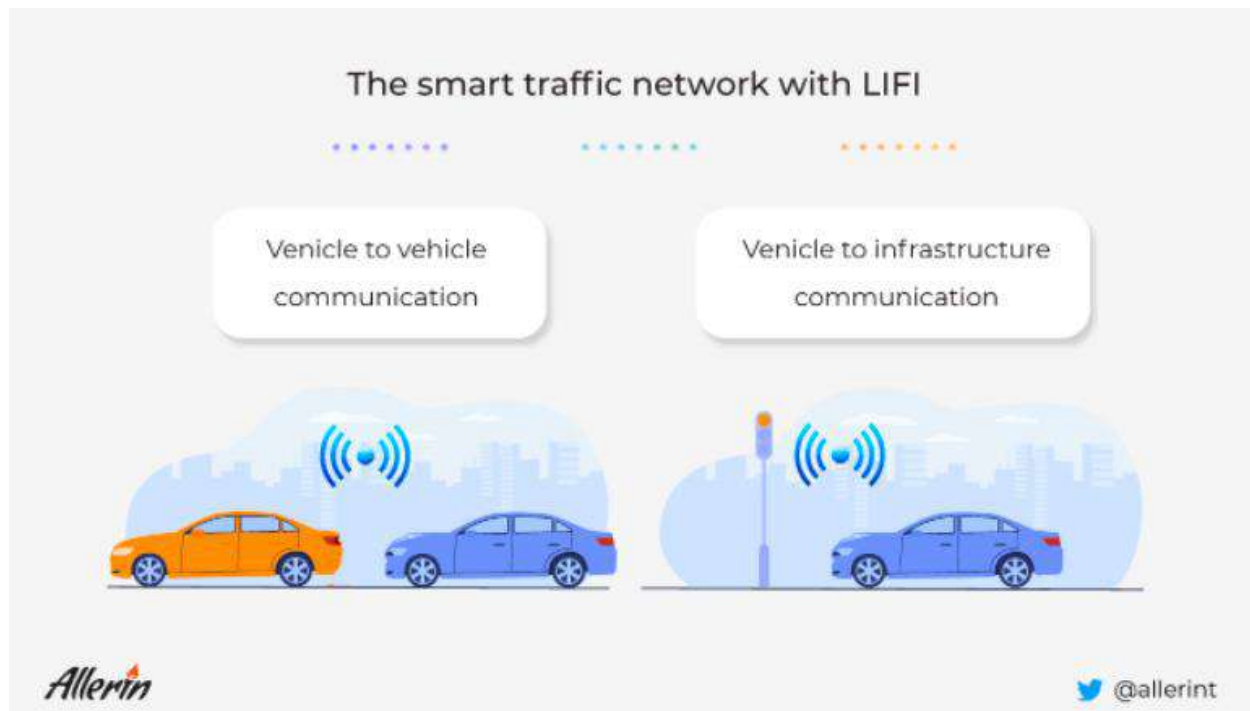 The smart traffic network with LIFI
Venicle to vehicle
communication
Venicle to infrastructure
communication
Allerin
@allerint